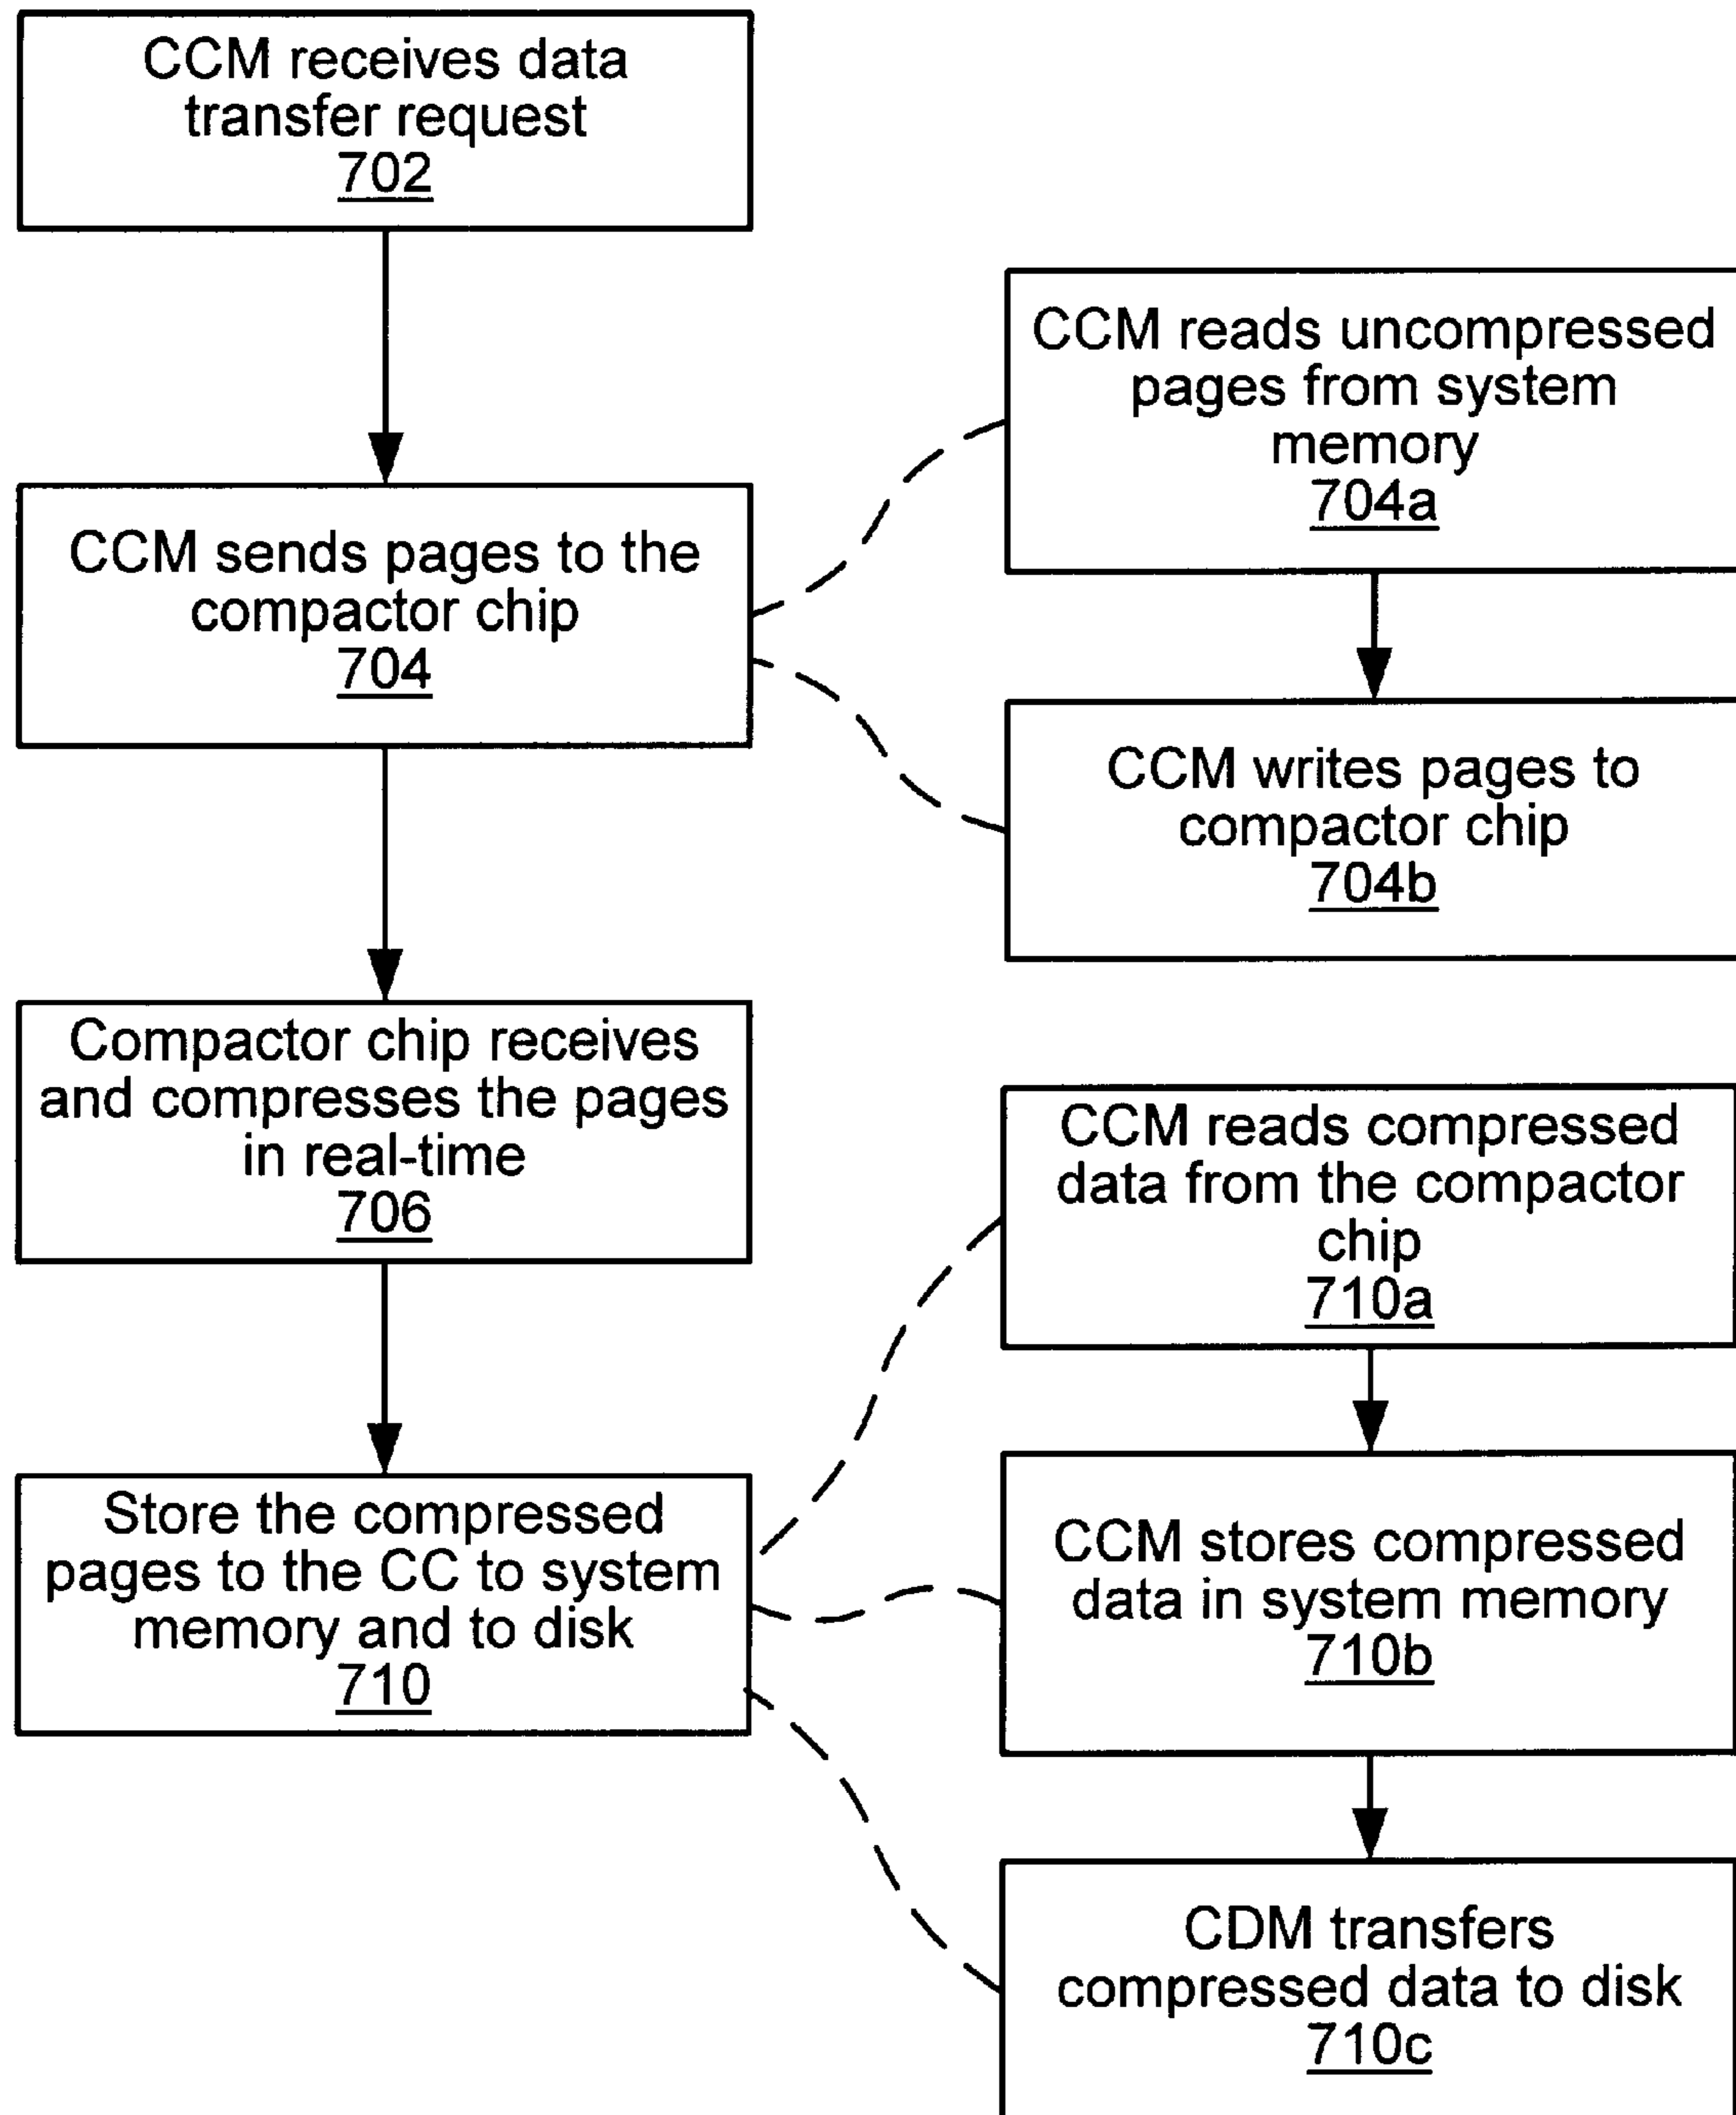 CCM receives data
transfer request
702
CCM sends pages to the
compactor chip
704
CCM reads uncompressed
pages from system
memory
704a
CCM writes pages to
compactor chip
704b
Compactor chip receives
and compresses the pages
in real-time
706
Store the compressed
pages to the CC to system
memory and to disk
710
CCM reads compressed
data from the compactor
chip
710a
CCM stores compressed
data in system memory
710b
CDM transfers
compressed data to disk
710c